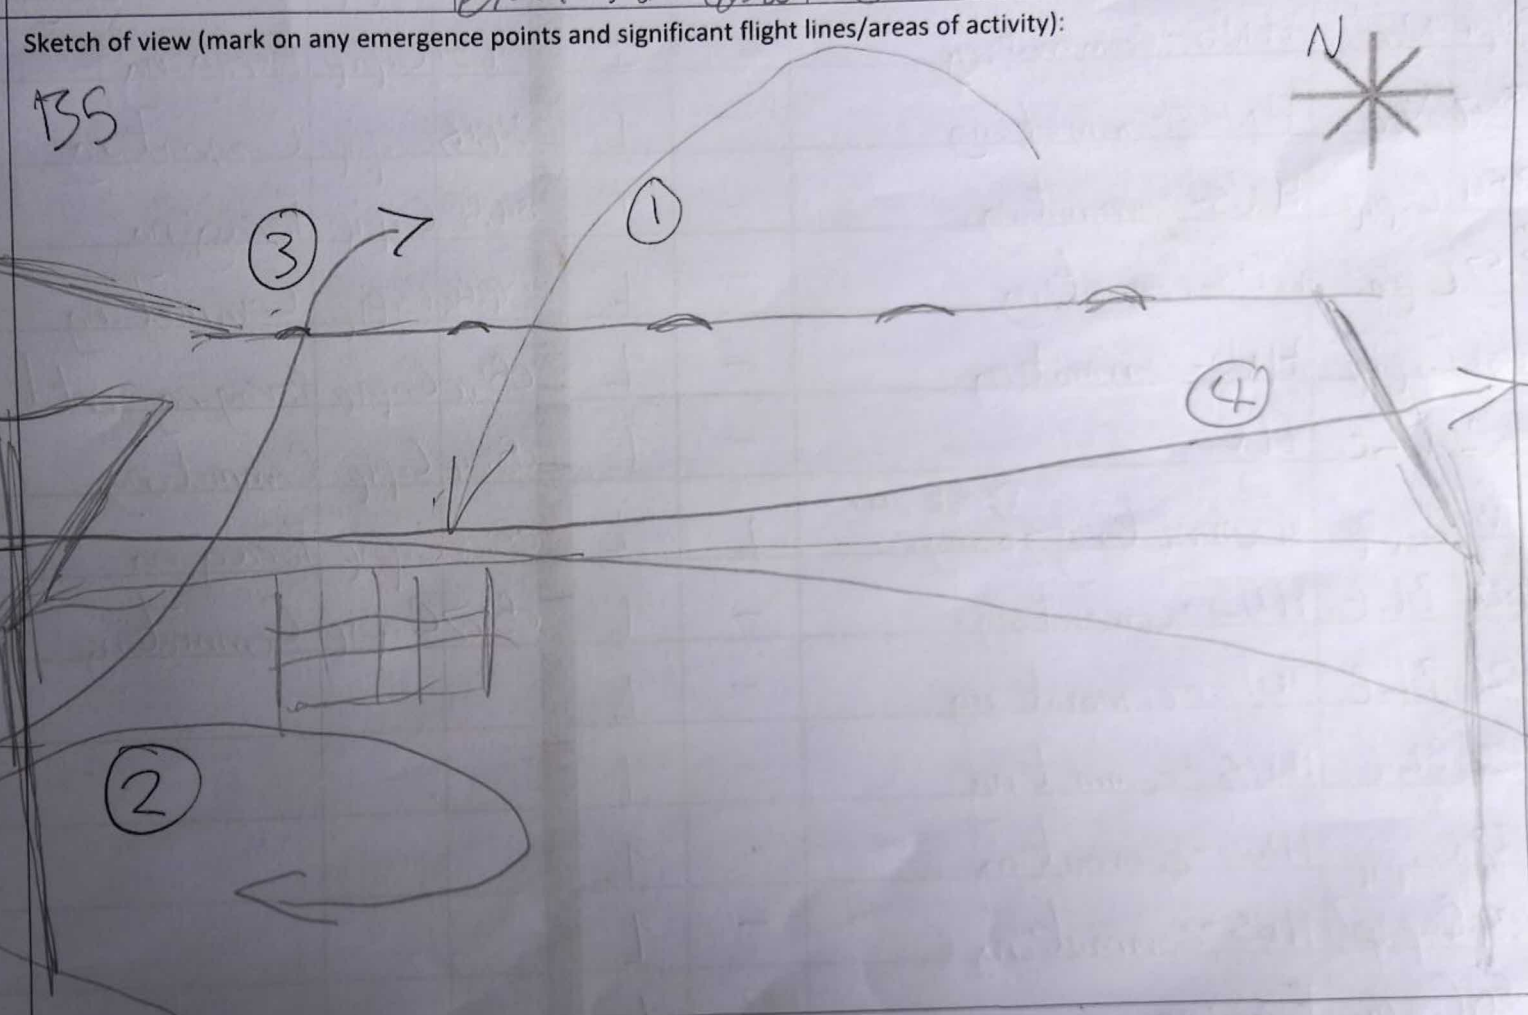 Sketch of view (mark on any emergence points and significant flight lines/areas of activity):
N
B5
1
3
4
2